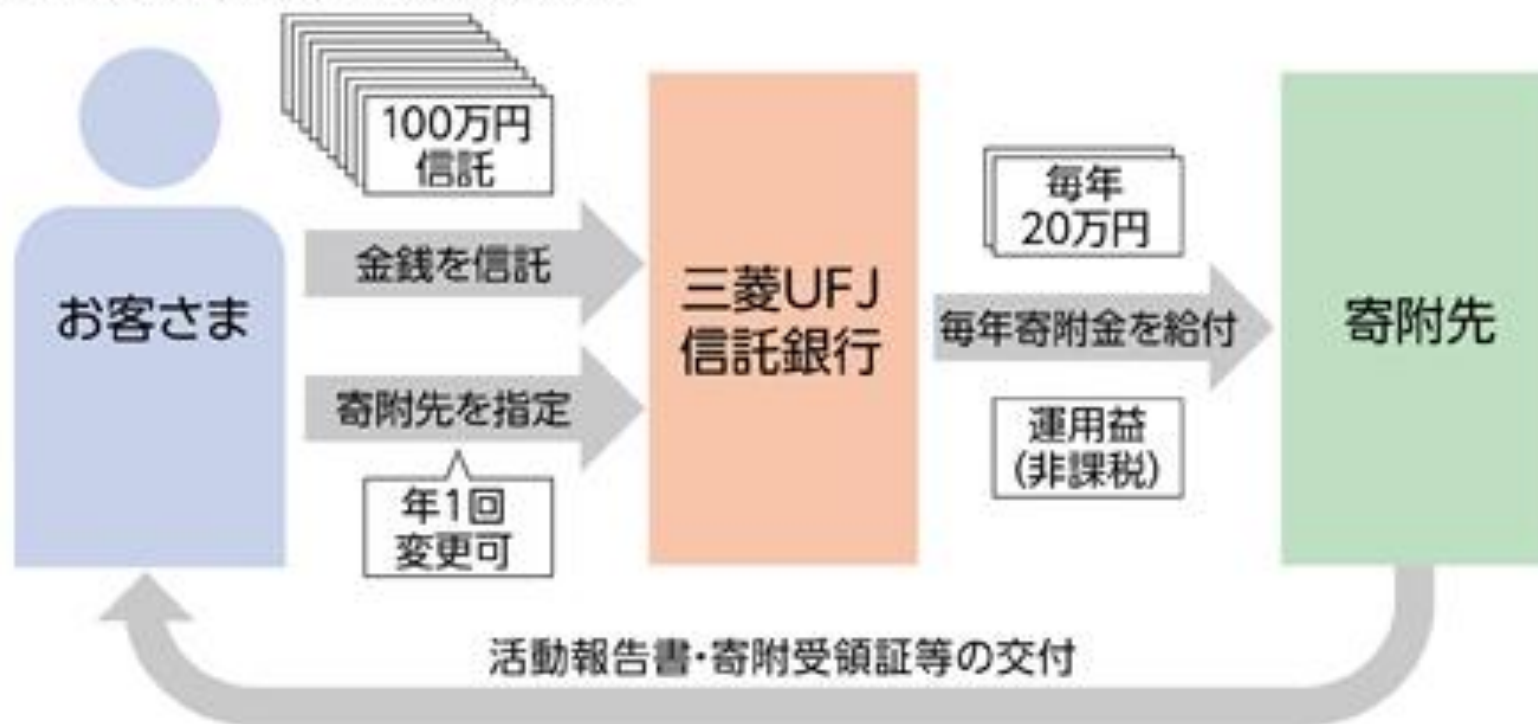 お客さま
100万円
信託
金銭を信託
寄附先を指定
年1回
変更可
三菱UFJ
信託銀行
毎年
20万円
毎年寄附金を給付
運用益
(非課税)
寄附先
活動報告書・寄附受領証等の交付